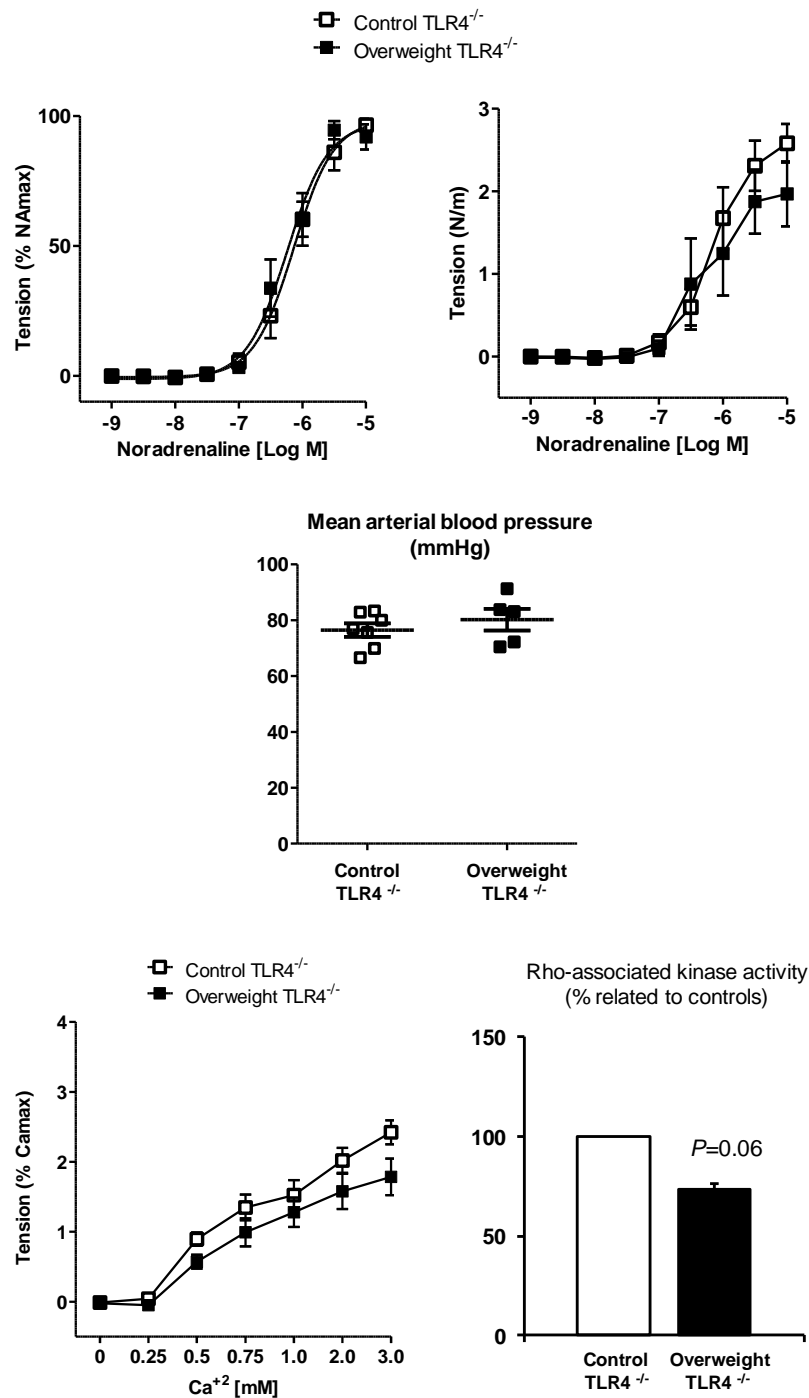 Control TLR4-/-
Overweight TLR4-/-
Tension (% NAmax)
100
50
0
-9 -8 -7 -6 -5
Noradrenaline [Log M]
Tension (N/m)
3
2
1
0
-9 -8 -7 -6 -5
Noradrenaline [Log M]
Mean arterial blood pressure
(mmHg)
100
80
60
40
20
0
Control
TLR4 -/-
Overweight
TLR4 -/-
Control TLR4-/-
Overweight TLR4-/-
Tension (% Camax)
4
3
2
1
0
0 0.25 0.5 0.75 1.0 2.0 3.0
Ca+2 [mM]
Rho-associated kinase activity
(% related to controls)
150
100
50
0
P=0.06
Control
TLR4 -/-
Overweight
TLR4 -/-